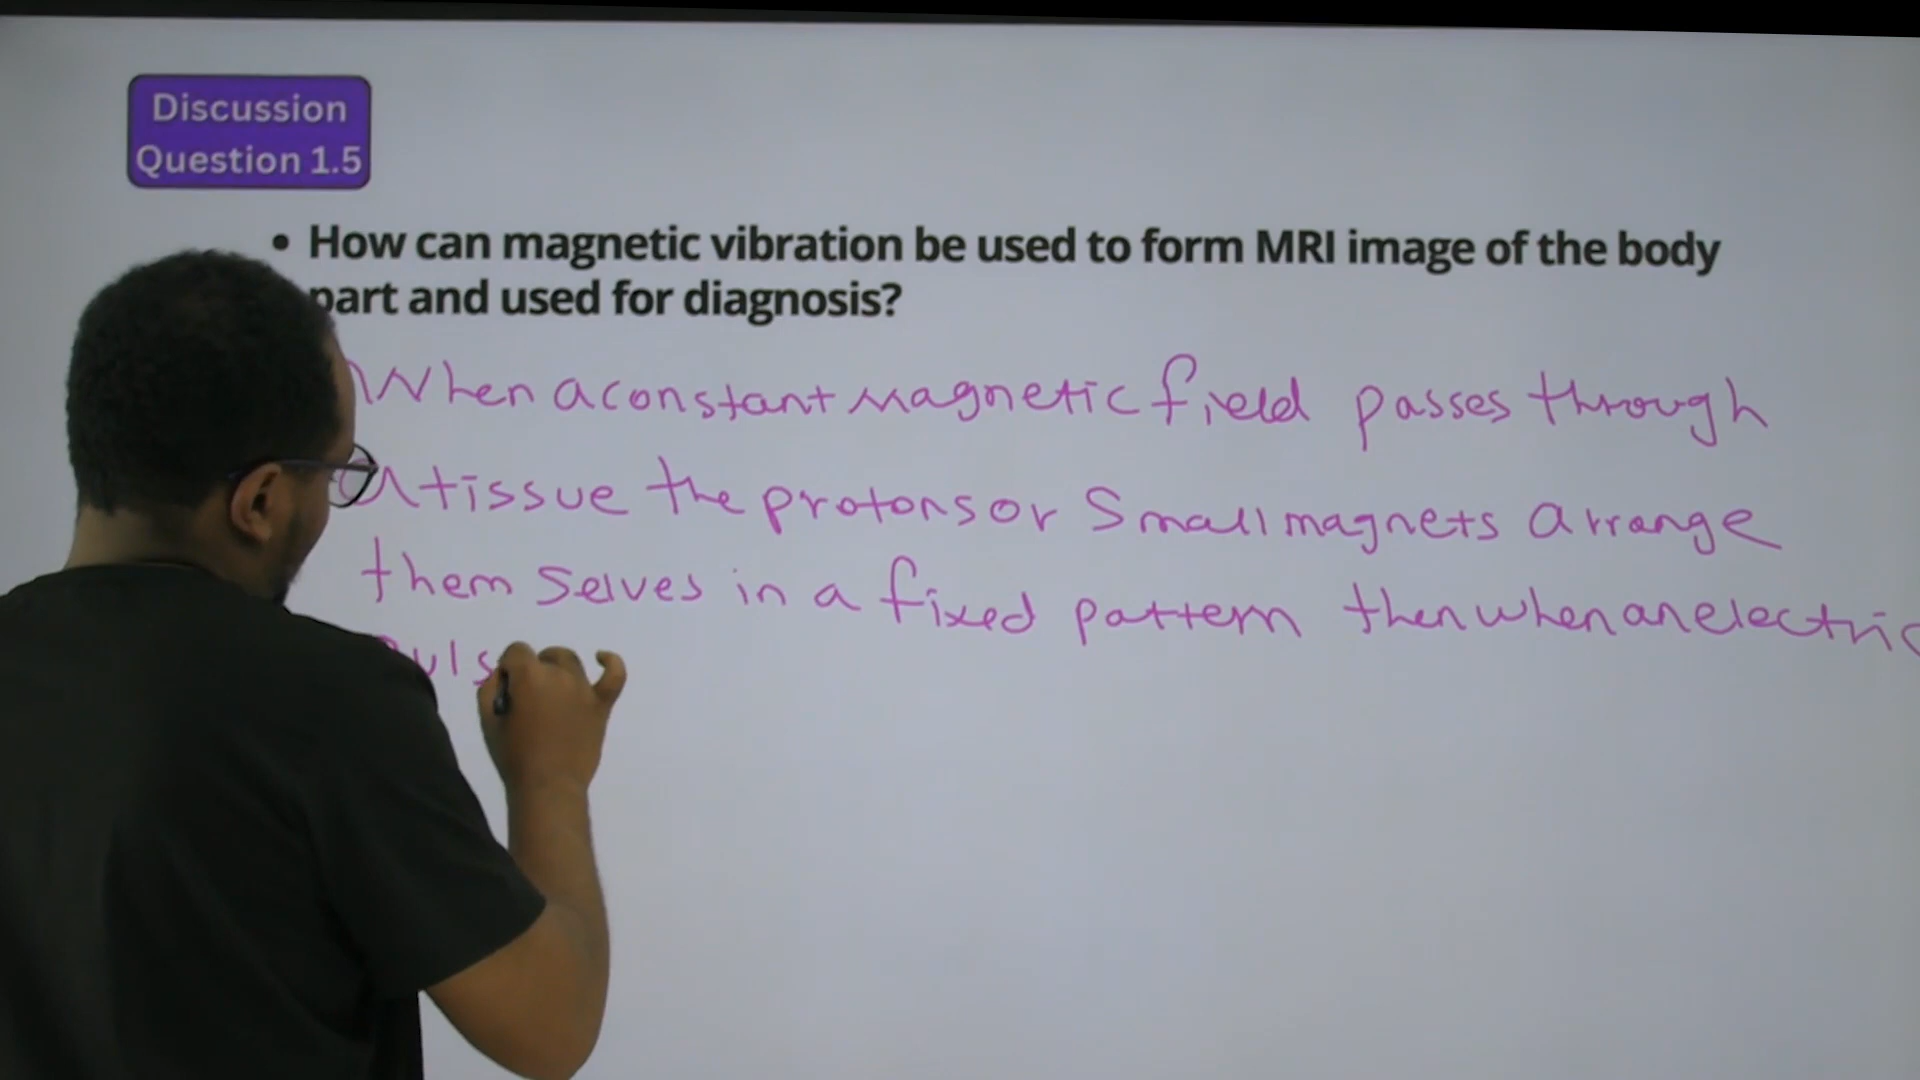 Discussion
Question 1.5
• How can magnetic vibration be used to form MRI image of the body
part and used for diagnosis?
When a constant magnetic field passes through
a tissue the protons or small magnets arrange
them selves in a fixed pattern then when an electric
puls